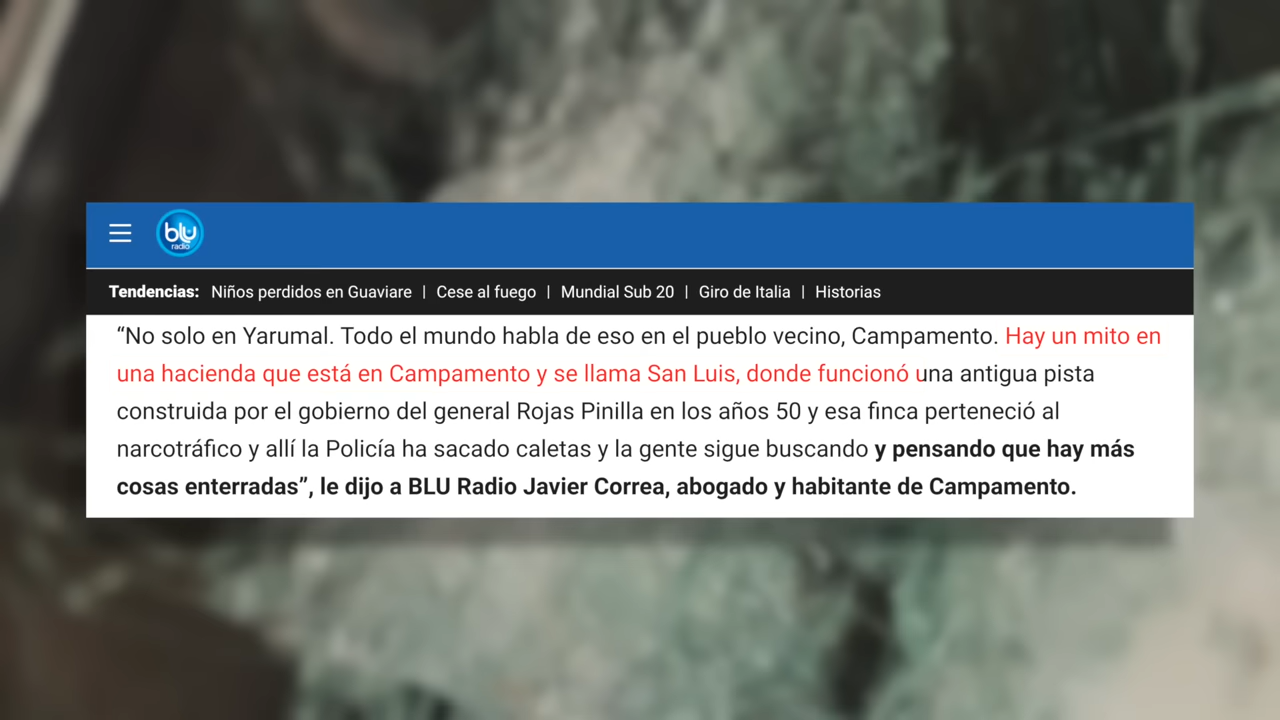 blu
radio
Tendencias: Niños perdidos en Guaviare | Cese al fuego | Mundial Sub 20 | Giro de Italia | Historias
“No solo en Yarumal. Todo el mundo habla de eso en el pueblo vecino, Campamento. Hay un mito en
una hacienda que está en Campamento y se llama San Luis, donde funcionó una antigua pista
construida por el gobierno del general Rojas Pinilla en los años 50 y esa finca perteneció al
narcotráfico y allí la Policía ha sacado caletas y la gente sigue buscando y pensando que hay más
cosas enterradas”, le dijo a BLU Radio Javier Correa, abogado y habitante de Campamento.